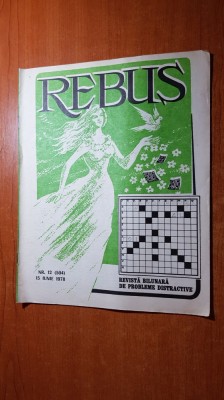 REBUS
NR. 12 (504)
15 IUNIE 1978
REVISTĂ BILUNARĂ
DE PROBLEME DISTRACTIVE